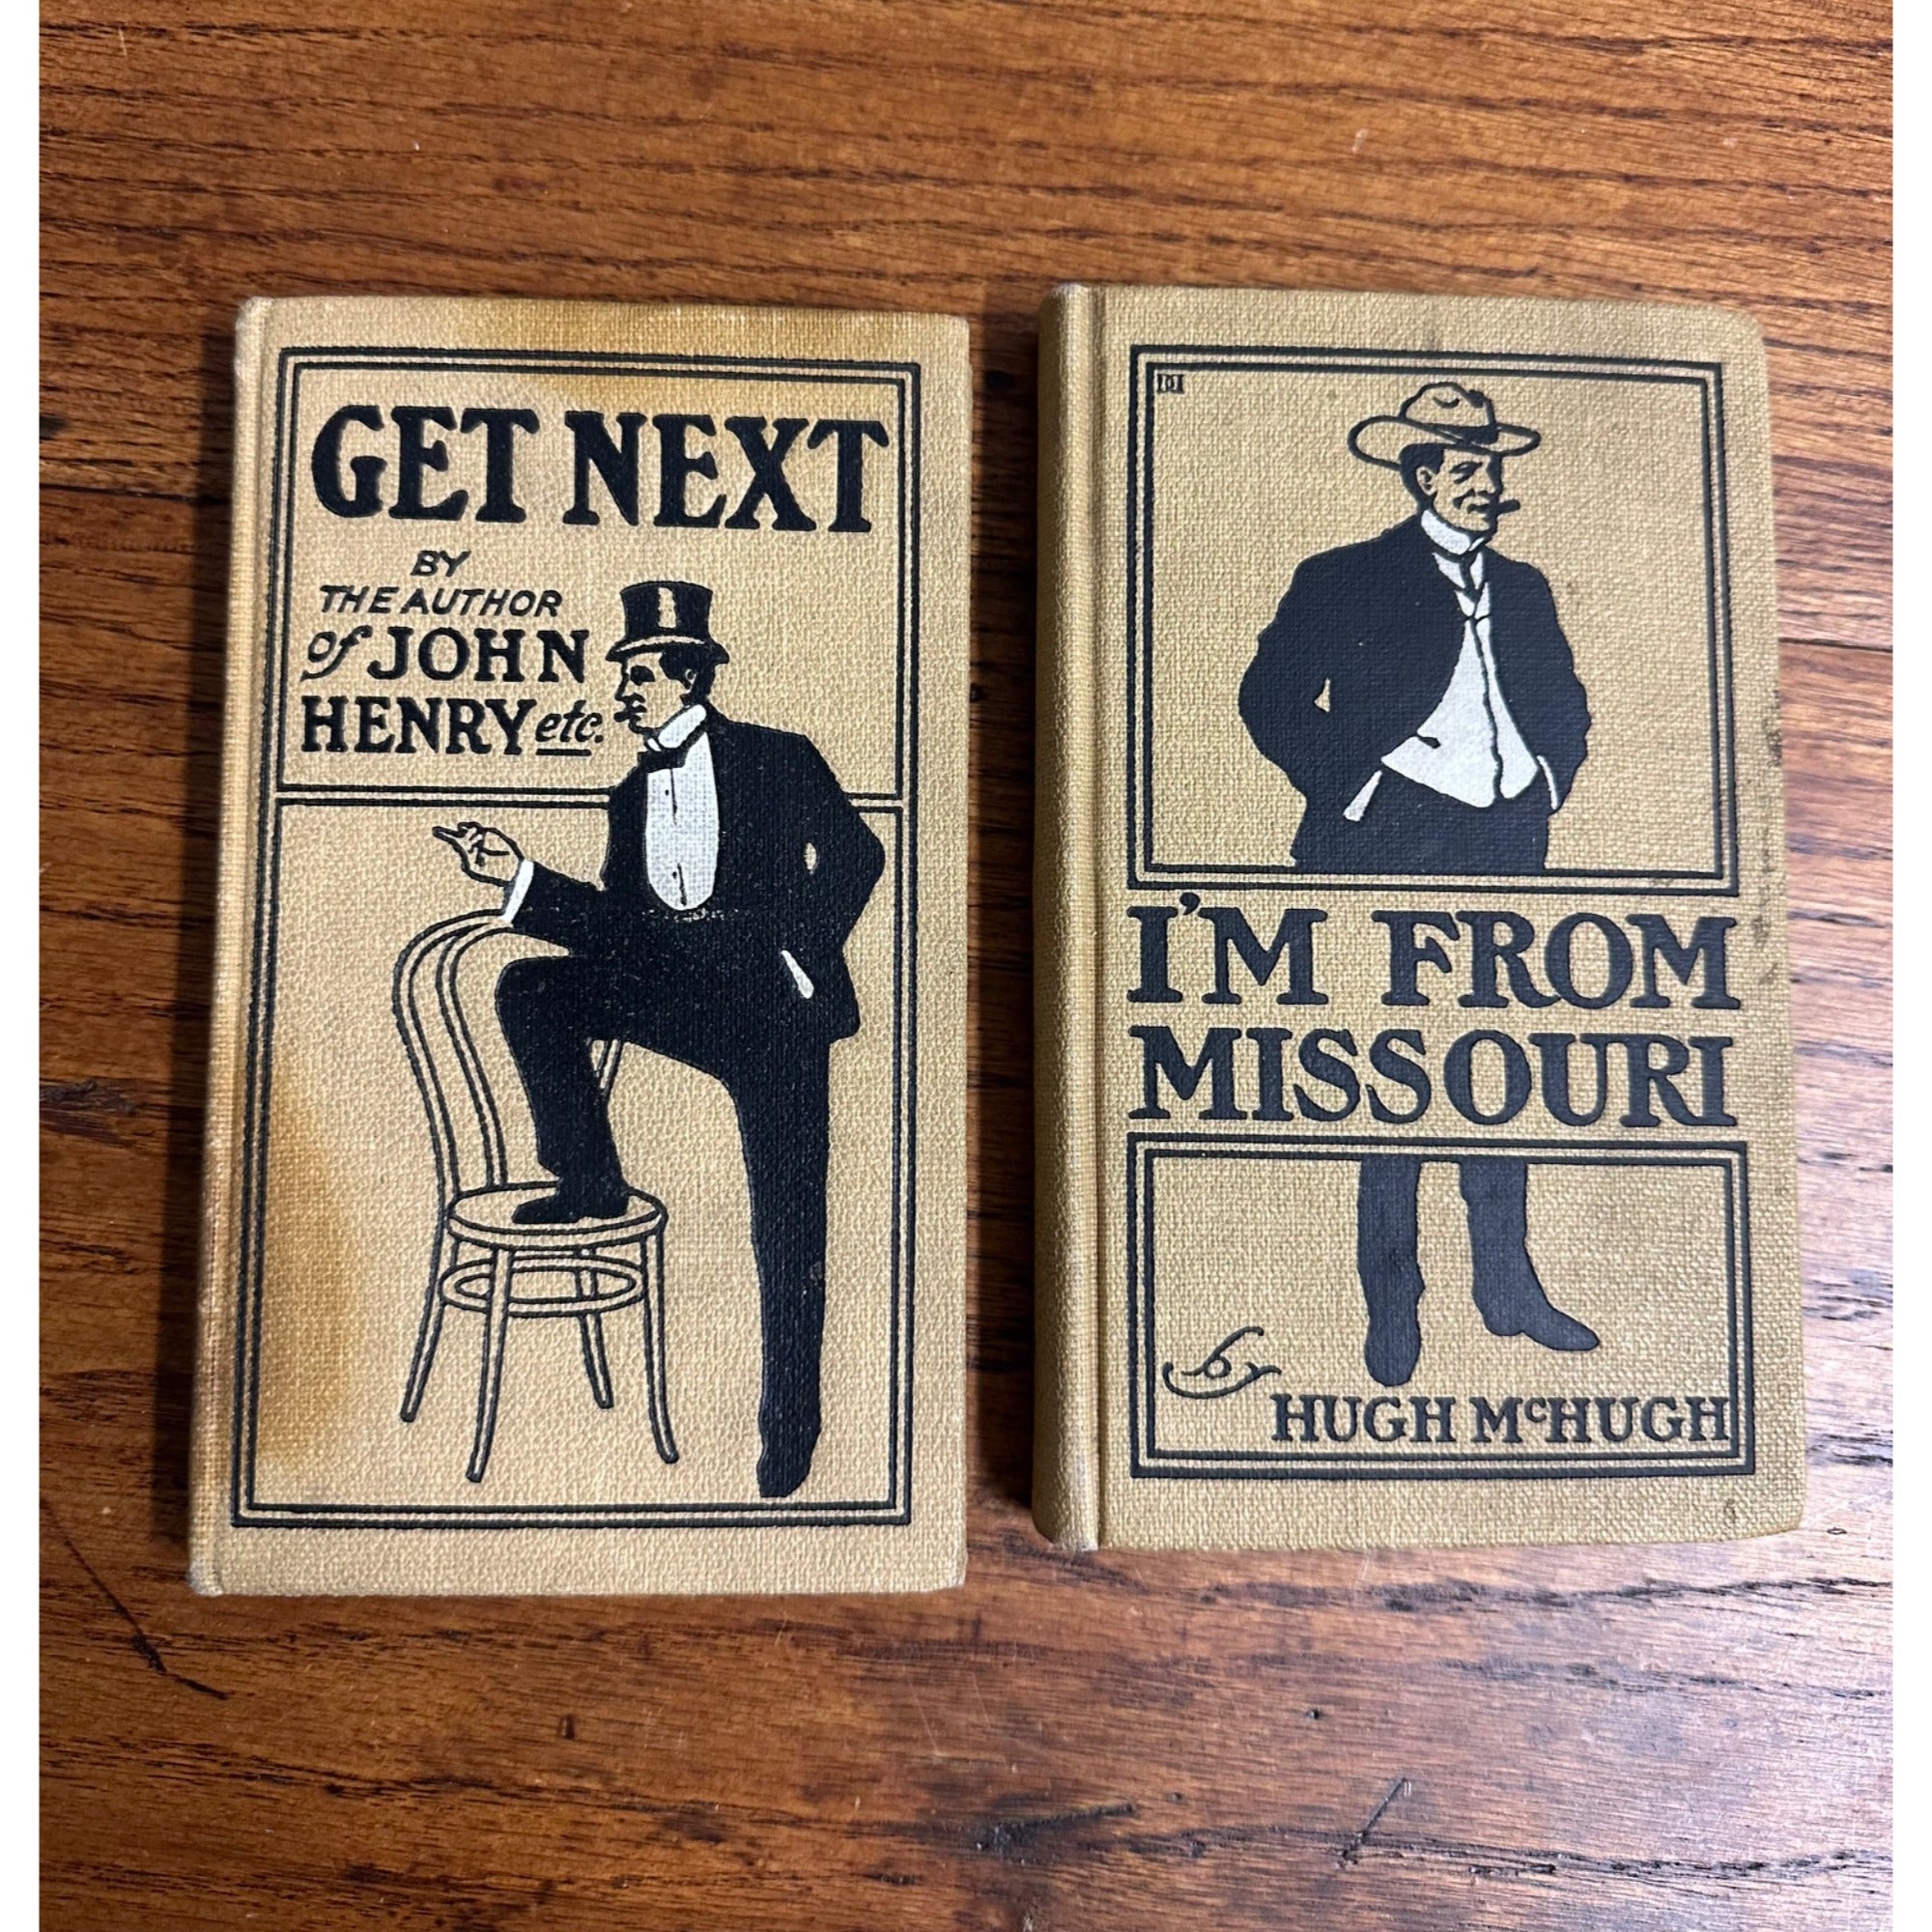 GET NEXT
BY
THE AUTHOR
of JOHN
HENRY etc.
I'M FROM
MISSOURI
by
HUGH McHUGH